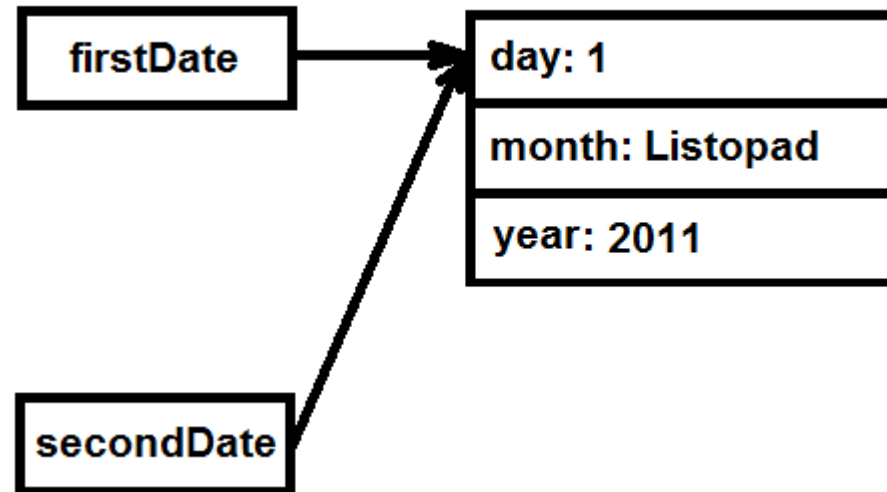 firstDate
day: 1
month: Listopad
year: 2011
secondDate